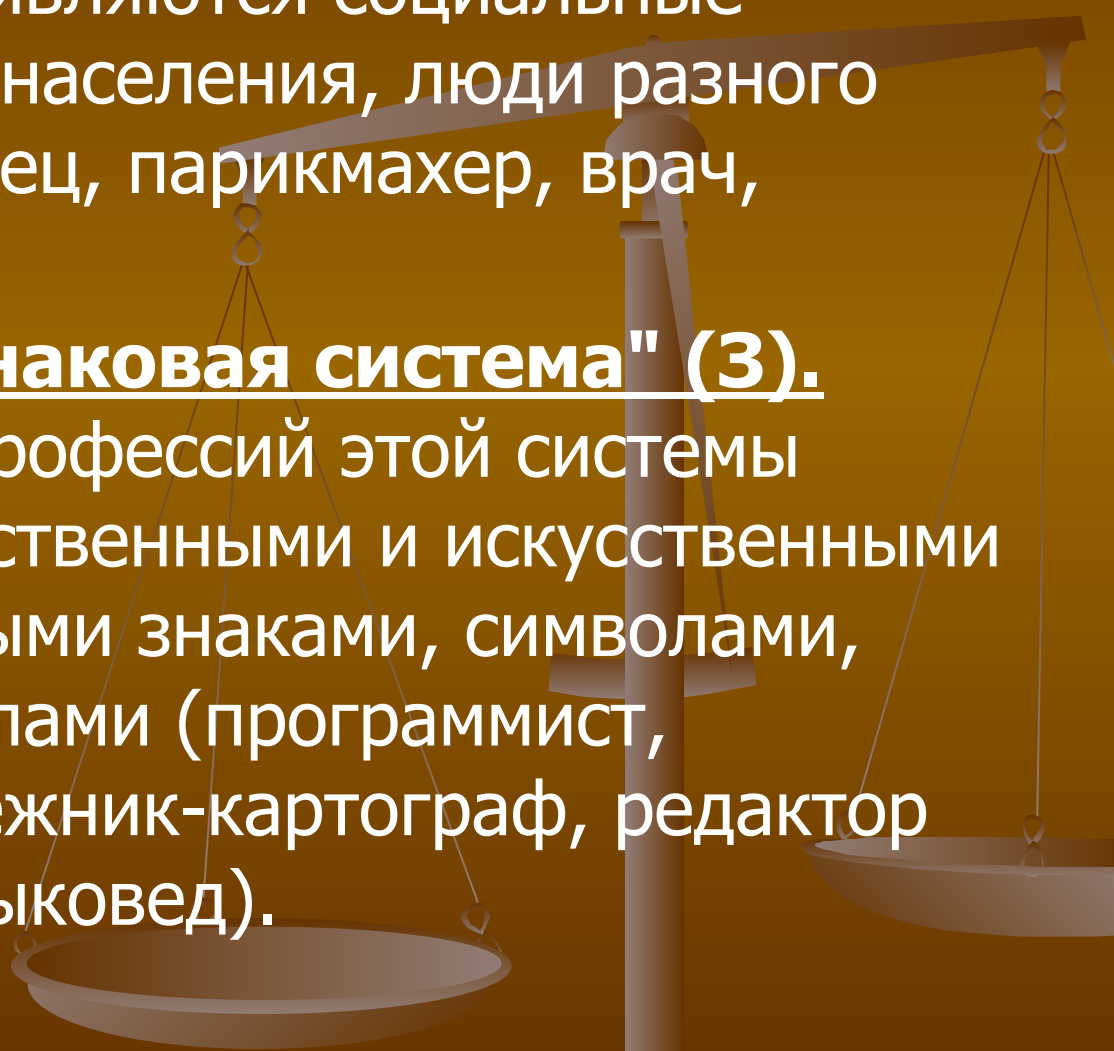 являются социальные
населения, люди разного
ец, парикмахер, врач,
наковая система" (З).
рофессий этой системы
ственными и искусственными
ыми знаками, символами,
лами (программист,
ежник-картограф, редактор
ыковед).